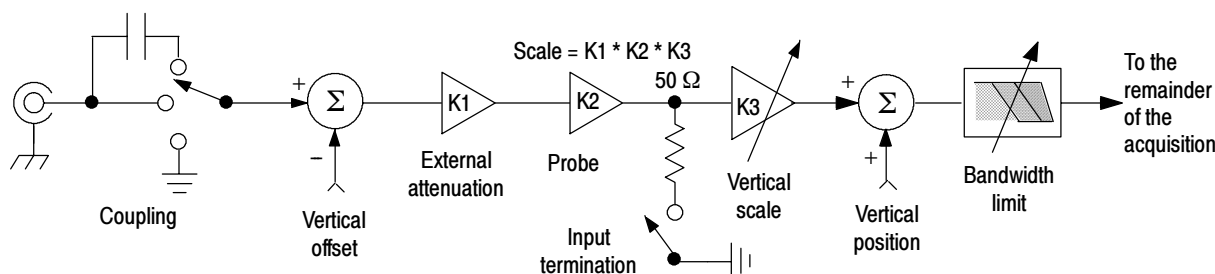 Scale = K1 * K2 * K3
50 Ω
+
Σ
−
K1
K2
K3
+
Σ
+
To the
remainder
of the
acquisition
Coupling
Vertical
offset
External
attenuation
Probe
Input
termination
Vertical
scale
Vertical
position
Bandwidth
limit